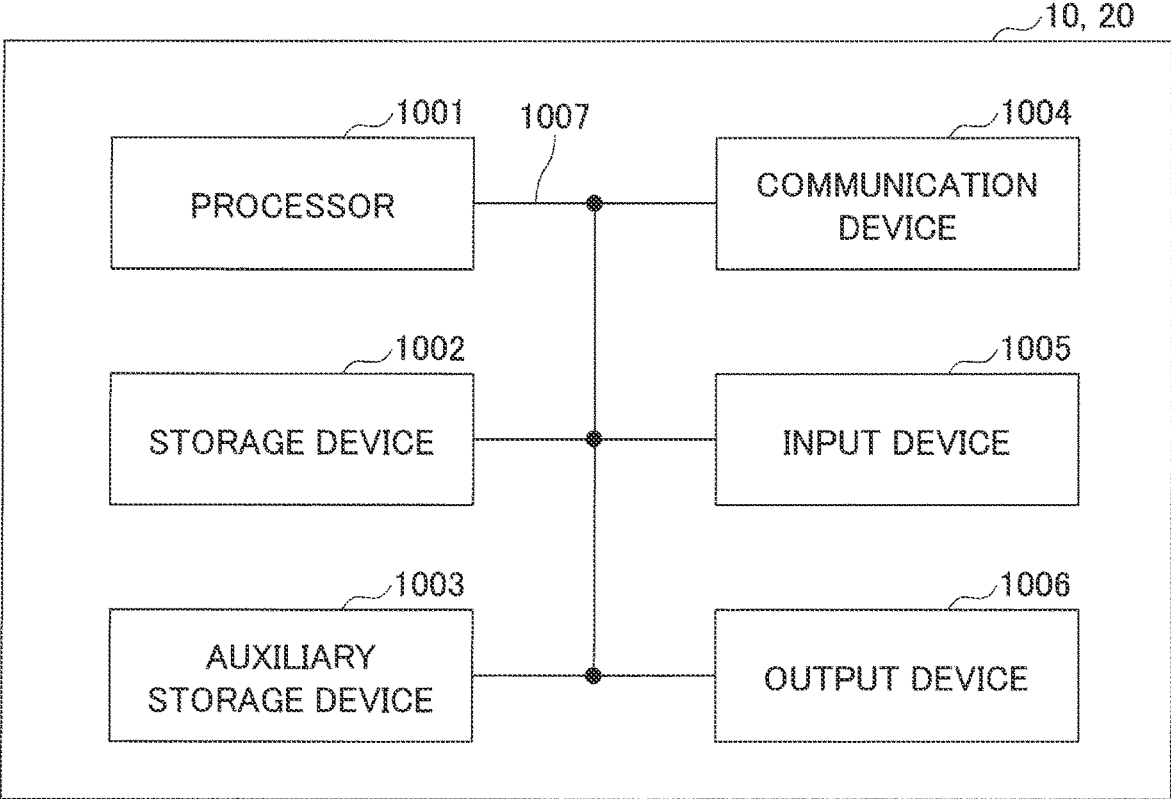 10, 20
1001
1007
1004
PROCESSOR
COMMUNICATION
DEVICE
1002
1005
STORAGE DEVICE
INPUT DEVICE
1003
1006
AUXILIARY
STORAGE DEVICE
OUTPUT DEVICE